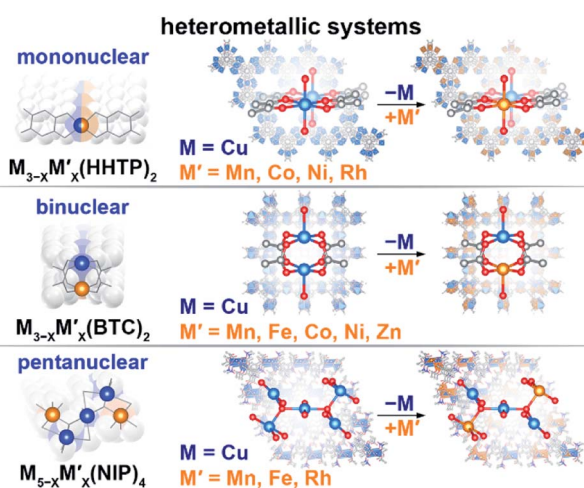 heterometallic systems
mononuclear
M₃₋ₓM′ₓ(HHTP)₂
−M
+M′
M = Cu
M′ = Mn, Co, Ni, Rh
binuclear
M₃₋ₓM′ₓ(BTC)₂
−M
+M′
M = Cu
M′ = Mn, Fe, Co, Ni, Zn
pentanuclear
M₅₋ₓM′ₓ(NIP)₄
−M
+M′
M = Cu
M′ = Mn, Fe, Rh